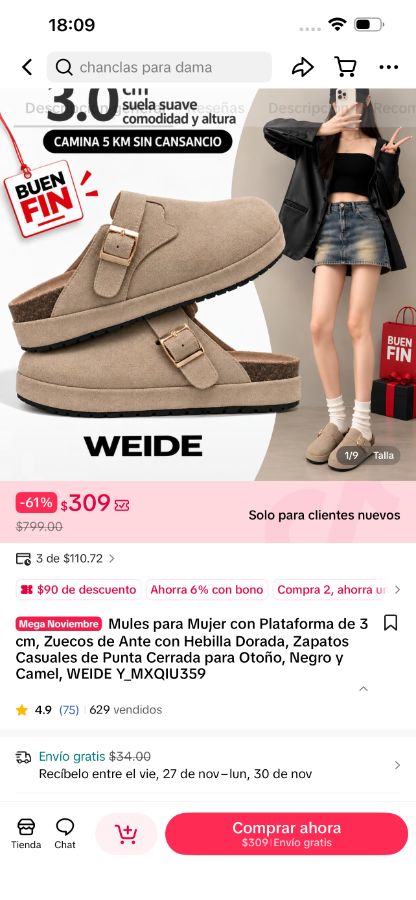 18:09
chanclas para dama
3.0 cm
suela suave
comodidad y altura
CAMINA 5 KM SIN CANSANCIO
BUEN
FIN
BUEN
FIN
WEIDE
1/9 Talla
-61% $309
$799.00
Solo para clientes nuevos
3 de $110.72
$90 de descuento Ahorra 6% con bono Compra 2, ahorra
Mega Noviembre Mules para Mujer con Plataforma de 3
cm, Zuecos de Ante con Hebilla Dorada, Zapatos
Casuales de Punta Cerrada para Otoño, Negro y
Camel, WEIDE Y_MXQIU359
4.9 (75) 629 vendidos
Envío gratis $34.00
Recíbelo entre el vie, 27 de nov–lun, 30 de nov
Tienda Chat
Comprar ahora
$309 | Envío gratis